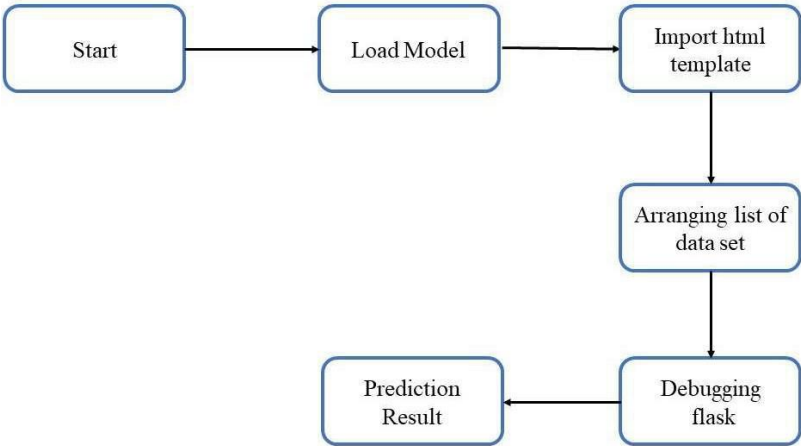 Start
Load Model
Import html
template
Arranging list of
data set
Debugging
flask
Prediction
Result